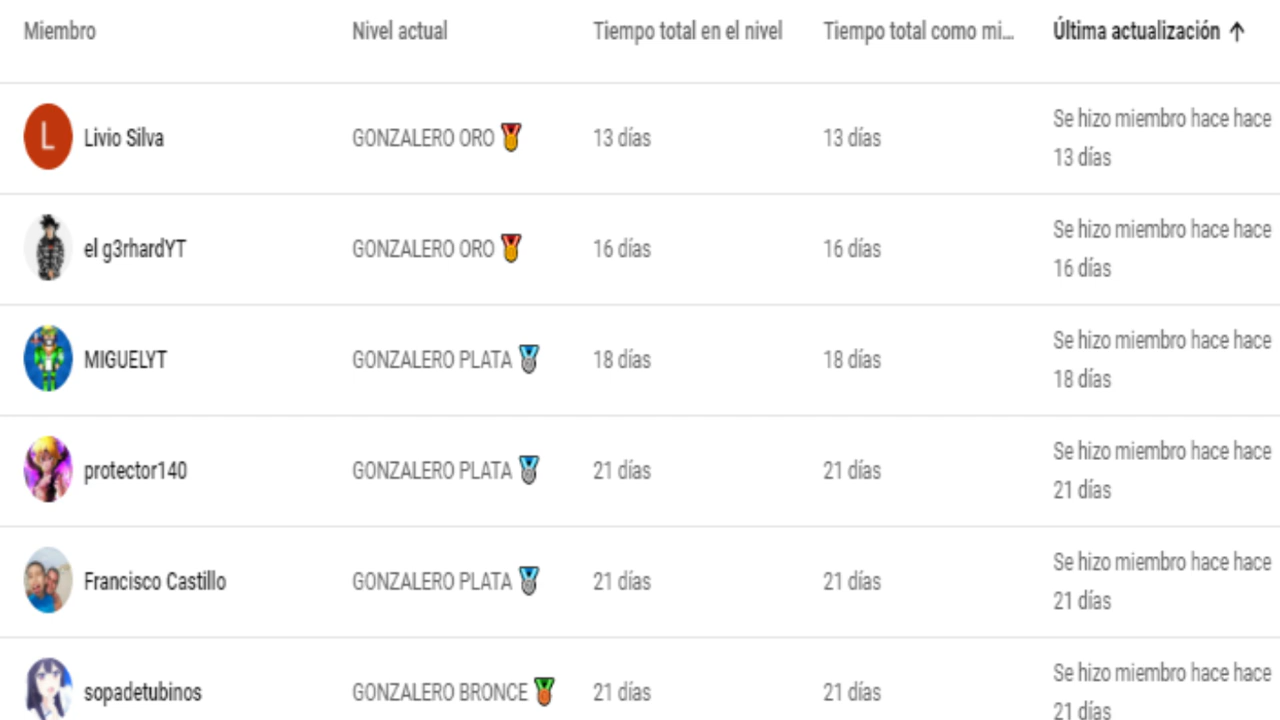 Miembro Nivel actual Tiempo total en el nivel Tiempo total como mi... Última actualización ↑
L Livio Silva GONZALERO ORO 13 días 13 días Se hizo miembro hace hace
13 días
el g3rhardYT GONZALERO ORO 16 días 16 días Se hizo miembro hace hace
16 días
MIGUELYT GONZALERO PLATA 18 días 18 días Se hizo miembro hace hace
18 días
protector140 GONZALERO PLATA 21 días 21 días Se hizo miembro hace hace
21 días
Francisco Castillo GONZALERO PLATA 21 días 21 días Se hizo miembro hace hace
21 días
sopadetubinos GONZALERO BRONCE 21 días 21 días Se hizo miembro hace hace
21 días